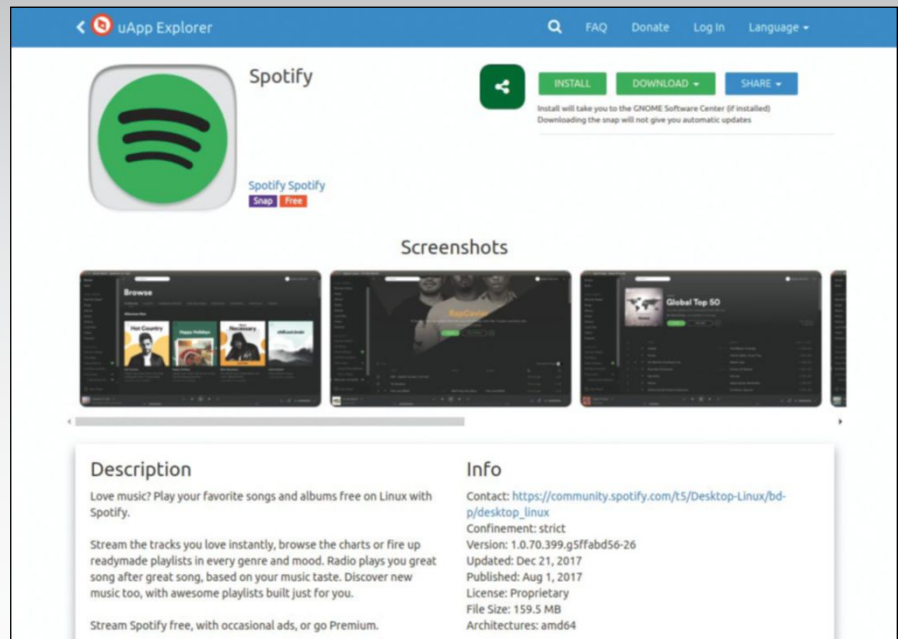 uApp Explorer
FAQ Donate Log In Language
Spotify
INSTALL DOWNLOAD SHARE
Install will take you to the GNOME Software Center (if installed)
Downloading the snap will not give you automatic updates
Spotify Spotify
Snap Free
Screenshots
Browse
Hot Country
Happy Holidays
Necessary
RapCaviar
Global Top 50
Description
Love music? Play your favorite songs and albums free on Linux with
Spotify.
Stream the tracks you love instantly, browse the charts or fire up
readymade playlists in every genre and mood. Radio plays you great
song after great song, based on your music taste. Discover new
music too, with awesome playlists built just for you.
Stream Spotify free, with occasional ads, or go Premium.
Info
Contact: https://community.spotify.com/t5/Desktop-Linux/bd-
p/desktop_linux
Confinement: strict
Version: 1.0.70.399.g5ffabd56-26
Updated: Dec 21, 2017
Published: Aug 1, 2017
License: Proprietary
File Size: 159.5 MB
Architectures: amd64